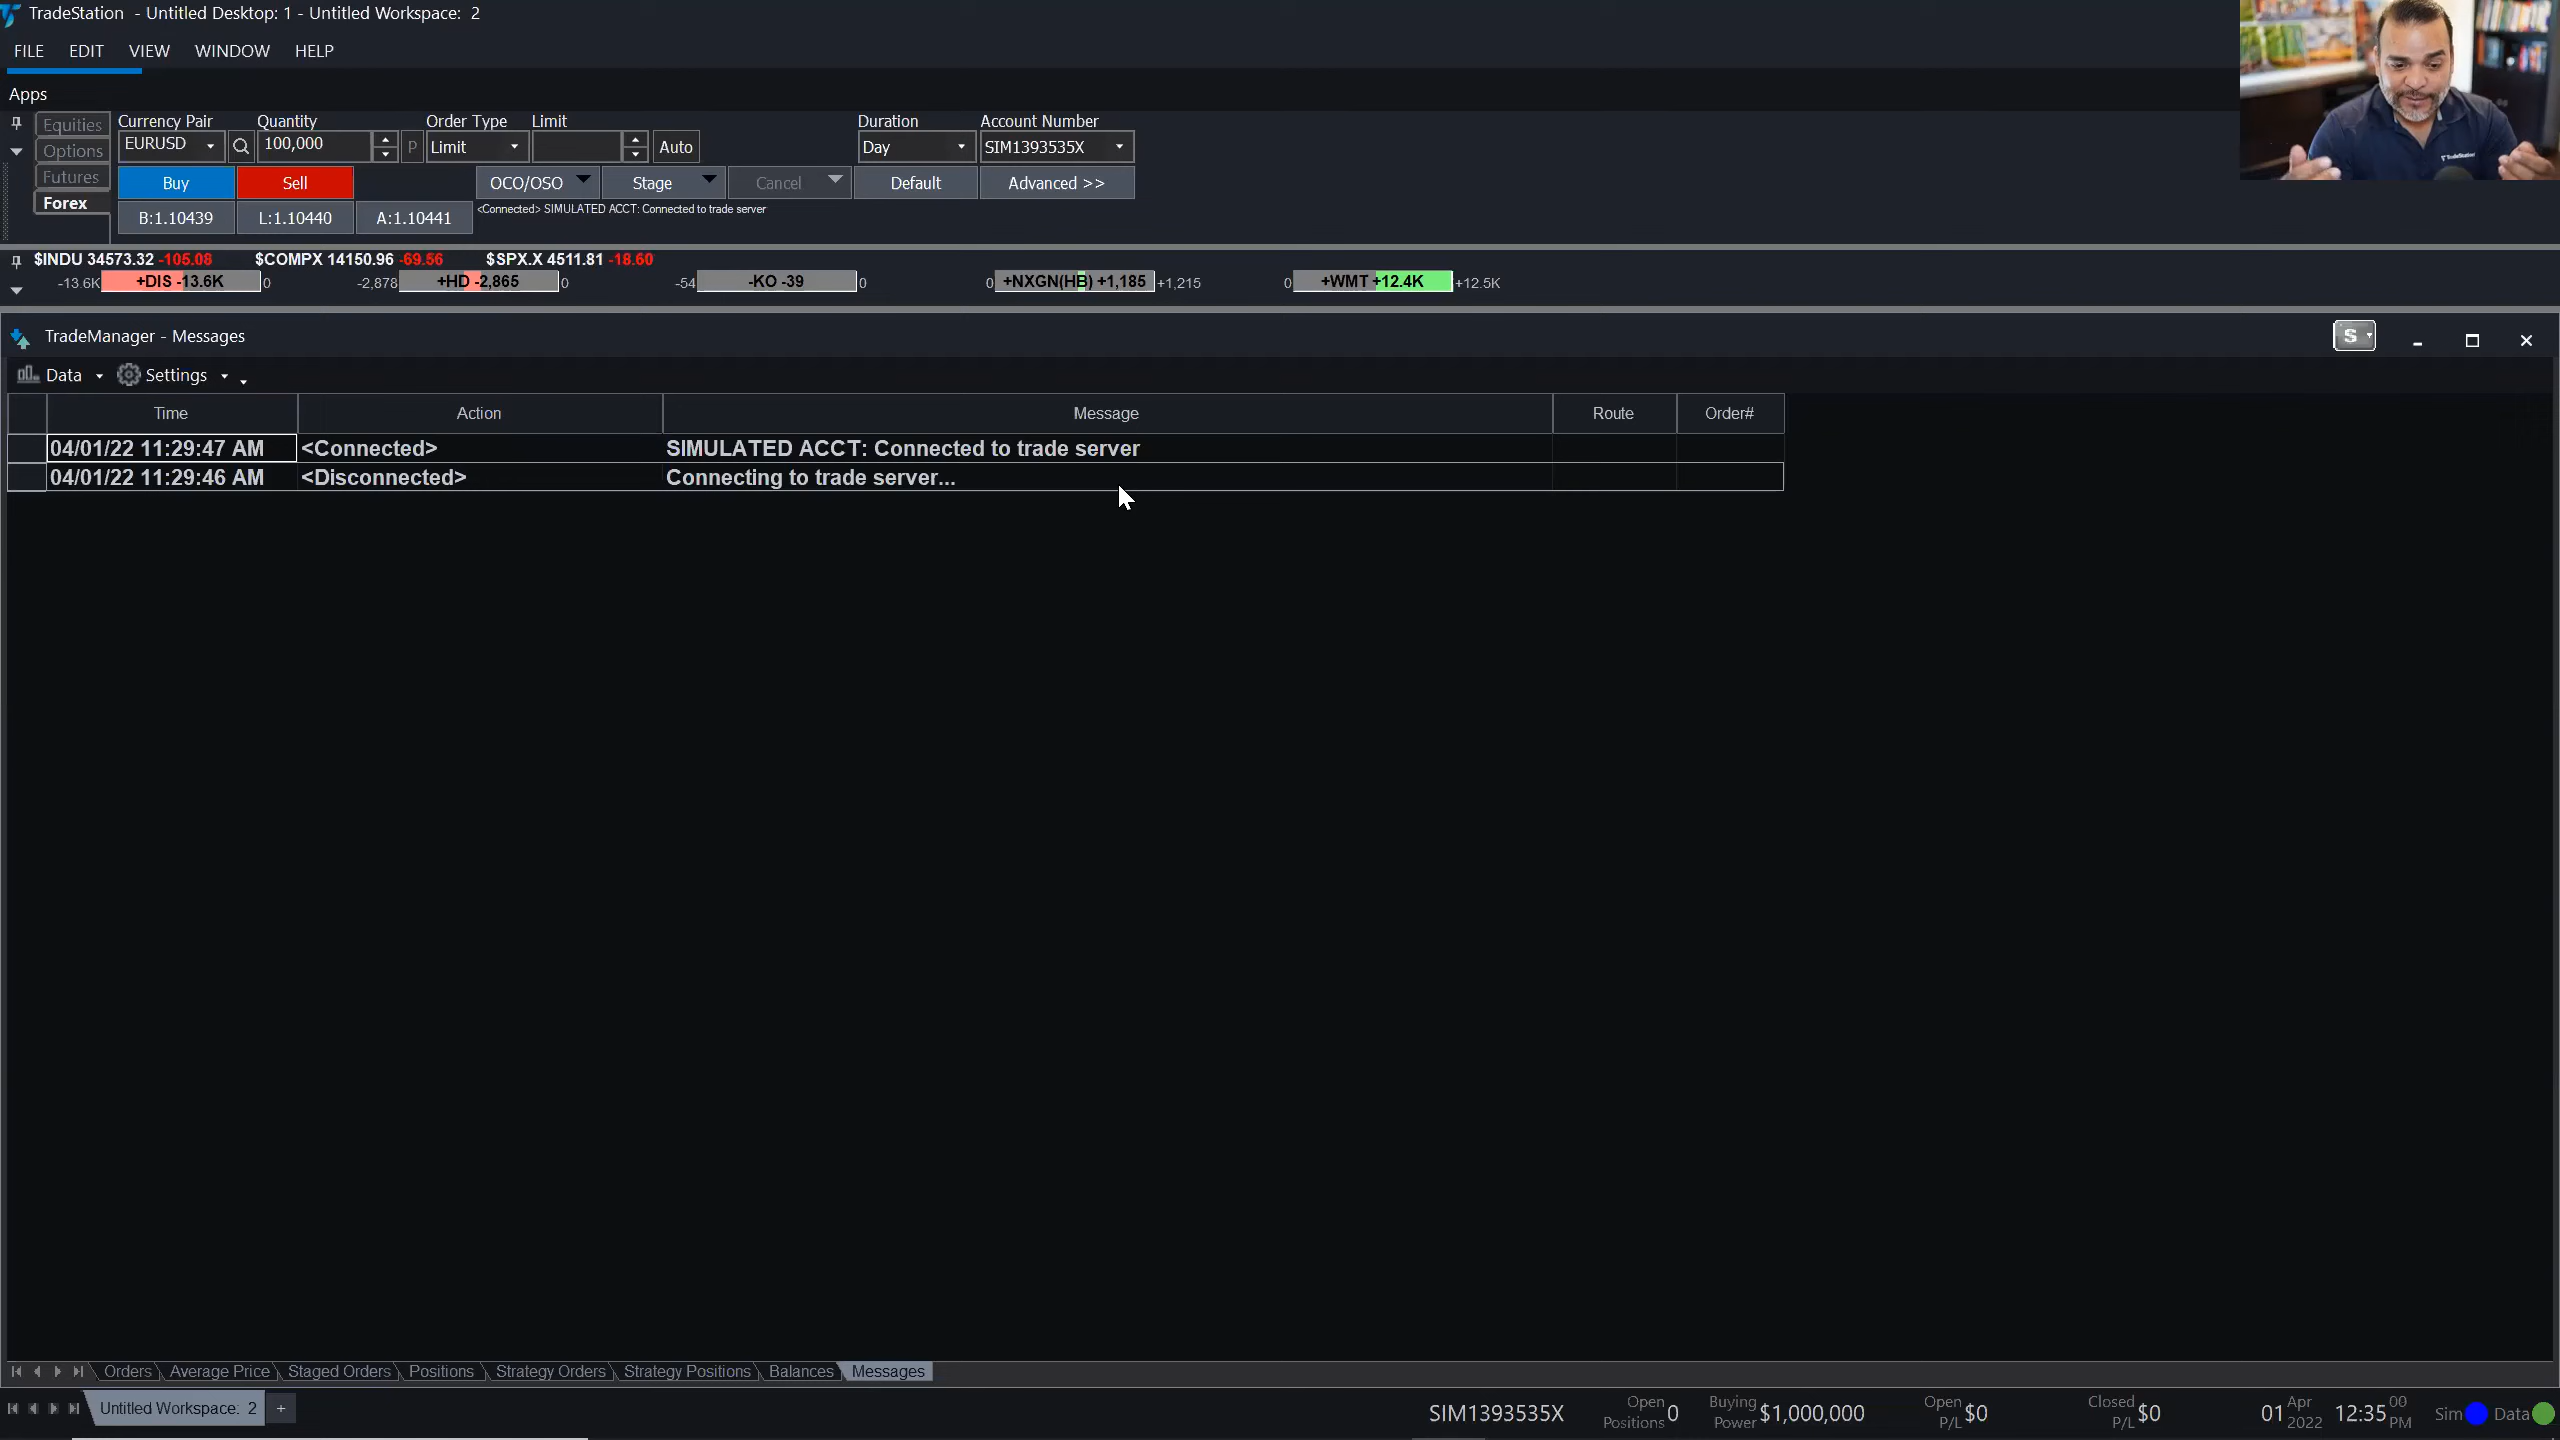 TradeStation - Untitled Desktop: 1 - Untitled Workspace: 2
FILE EDIT VIEW WINDOW HELP
Apps
Equities
Options
Futures
Forex
Currency Pair Quantity Order Type Limit Duration Account Number
EURUSD 100,000 P Limit Auto Day SIM1393535X
Buy Sell OCO/OSO Stage Cancel Default Advanced >>
B:1.10439 L:1.10440 A:1.10441 <Connected> SIMULATED ACCT: Connected to trade server
$INDU 34573.32 -105.08 $COMPX 14150.96 -69.56 $SPX.X 4511.81 -18.60
-13.6K +DIS -13.6K 0 -2,878 +HD -2,865 0 -54 -KO -39 0 0 +NXGN(HB) +1,185 +1,215 0 +WMT +12.4K +12.5K
TradeManager - Messages S
Data Settings
Time Action Message Route Order#
04/01/22 11:29:47 AM <Connected> SIMULATED ACCT: Connected to trade server
04/01/22 11:29:46 AM <Disconnected> Connecting to trade server...
Orders Average Price Staged Orders Positions Strategy Orders Strategy Positions Balances Messages
Untitled Workspace: 2 + SIM1393535X Open Positions 0 Buying Power $1,000,000 Open P/L $0 Closed P/L $0 01 Apr 2022 12:35 00 PM Sim Data
TradeStation